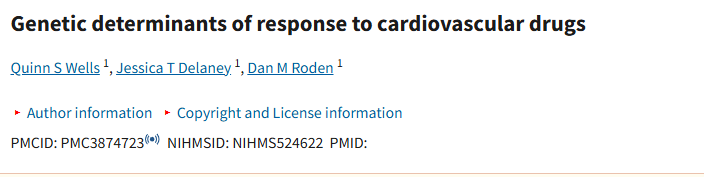 Genetic determinants of response to cardiovascular drugs
Quinn S Wells 1, Jessica T Delaney 1, Dan M Roden 1
▸ Author information ▸ Copyright and License information
PMCID: PMC3874723 NIHMSID: NIHMS524622 PMID: